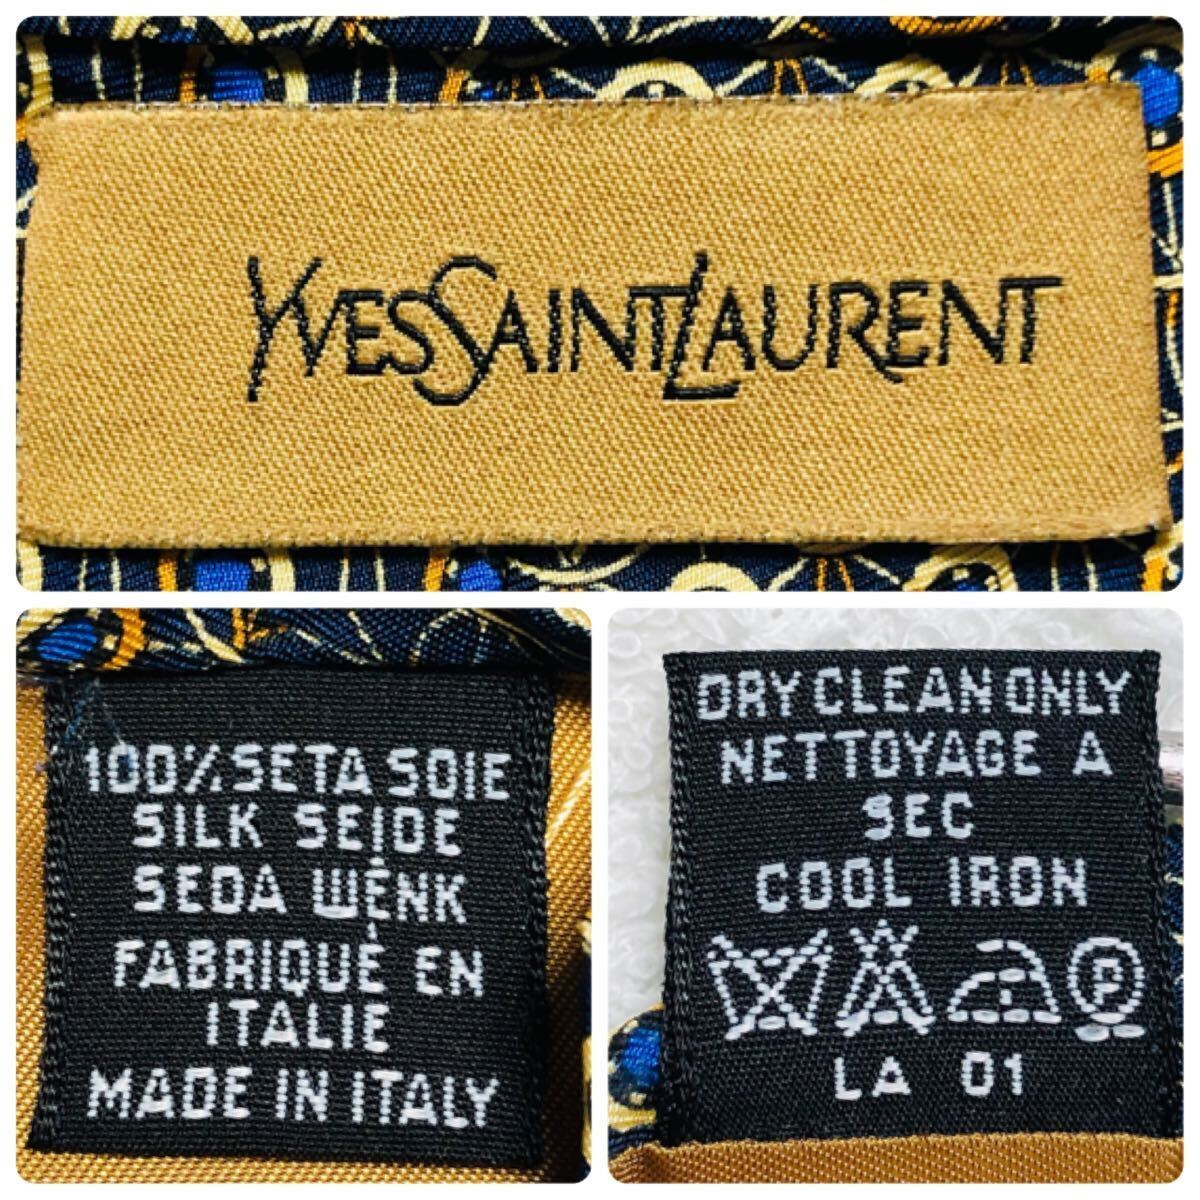 YVESSAINTLAURENT
100% SETA SOIE
SILK SEIDE
SEDA WÊNK
FABRIQUÉ EN
ITALIE
MADE IN ITALY
DRY CLEAN ONLY
NETTOYAGE A
SEC
COOL IRON
P
LA 01